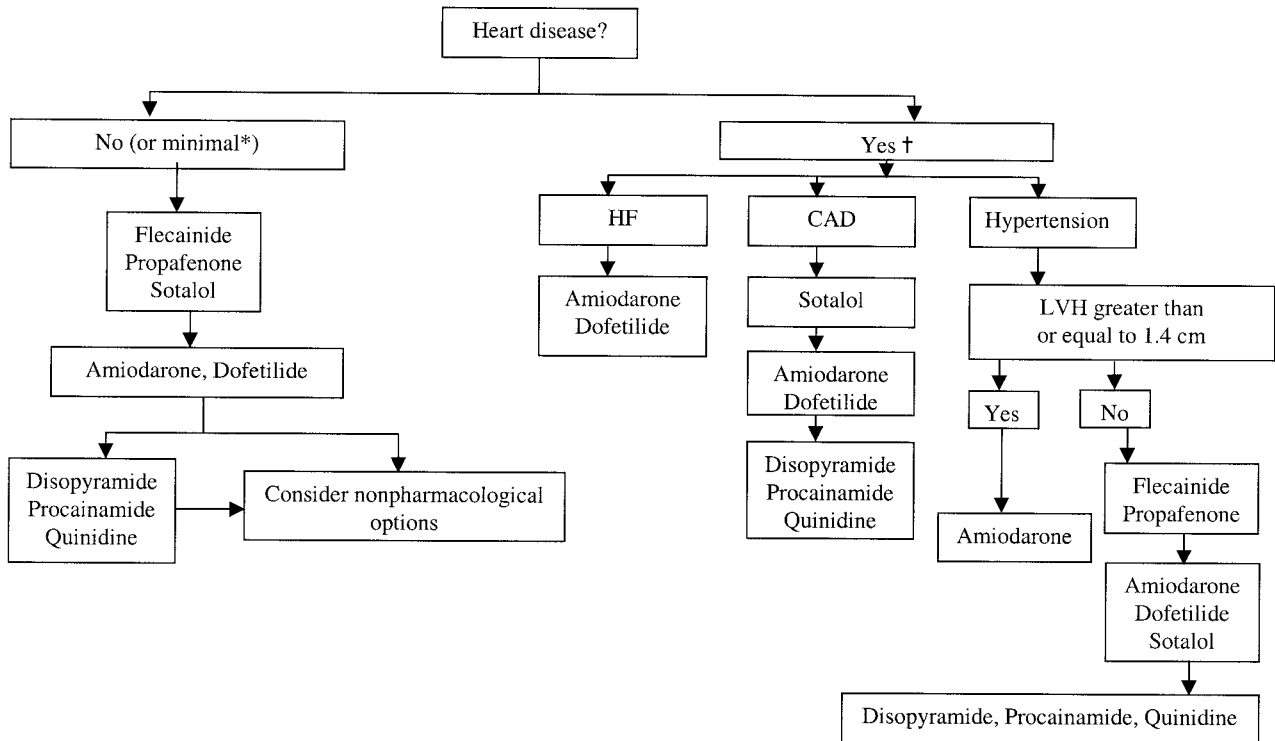 Heart disease?
No (or minimal*)
Yes †
HF
CAD
Hypertension
Flecainide
Propafenone
Sotalol
Amiodarone
Dofetilide
Sotalol
LVH greater than
or equal to 1.4 cm
Amiodarone, Dofetilide
Amiodarone
Dofetilide
Yes
No
Disopyramide
Procainamide
Quinidine
Consider nonpharmacological
options
Disopyramide
Procainamide
Quinidine
Amiodarone
Flecainide
Propafenone
Amiodarone
Dofetilide
Sotalol
Disopyramide, Procainamide, Quinidine